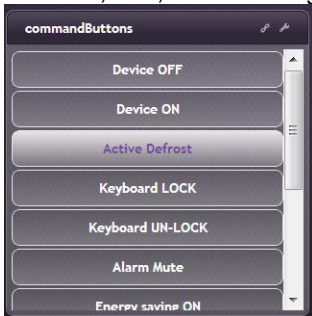 commandButtons
Device OFF
Device ON
Active Defrost
Keyboard LOCK
Keyboard UN-LOCK
Alarm Mute
Energy saving ON